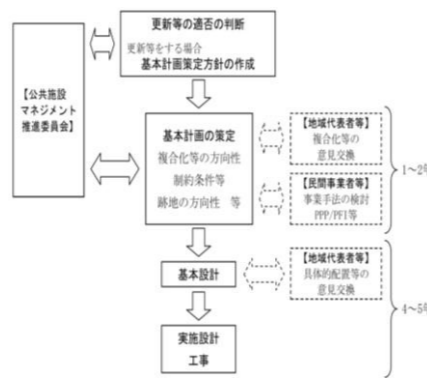 更新等の適否の判断
更新等をする場合
基本計画策定方針の作成
【公共施設
マネジメント
推進委員会】
基本計画の策定
複合化等の方向性
制約条件等
跡地の方向性 等
【地域代表者等】
複合化等の
意見交換
【民間事業者等】
事業手法の検討
PPP/PFI等
1～2年
基本設計
【地域代表者等】
具体的配置等の
意見交換
実施設計
工事
4～5年